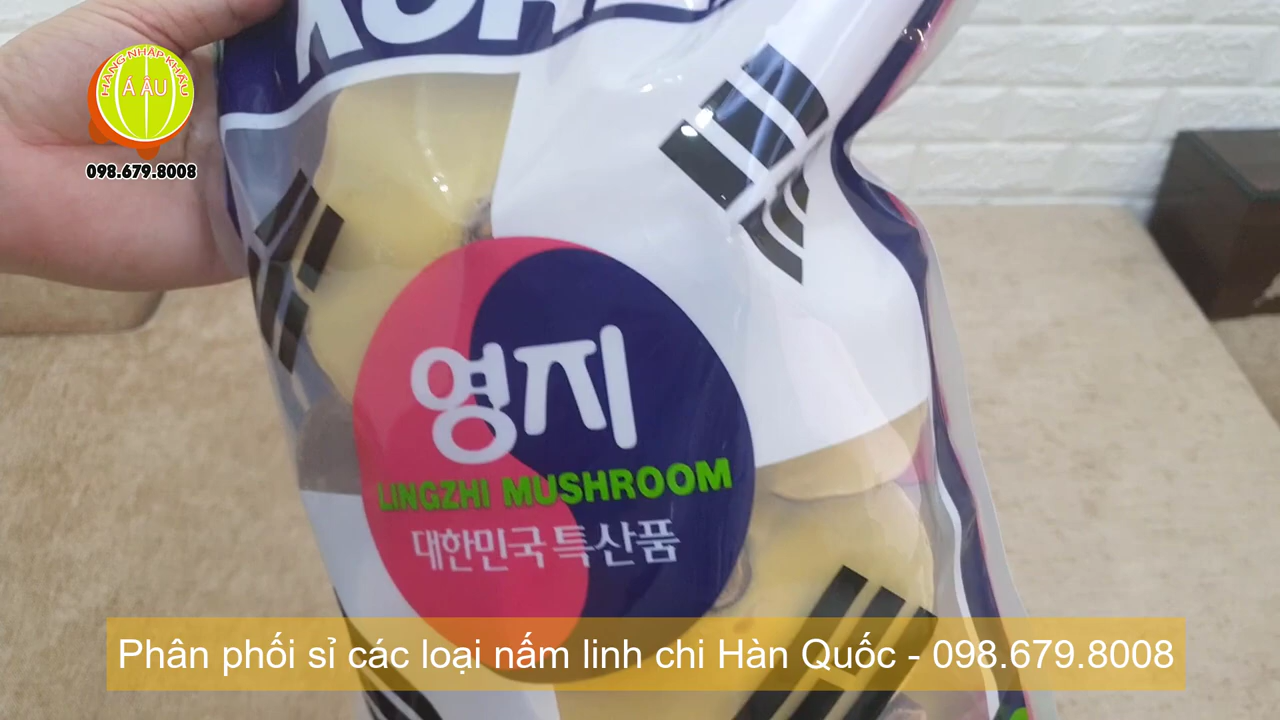 HÀNG NHẬP KHẨU
Á ÂU
098.679.8008
영지
LINGZHI MUSHROOM
대한민국 특산품
Phân phối sỉ các loại nấm linh chi Hàn Quốc - 098.679.8008